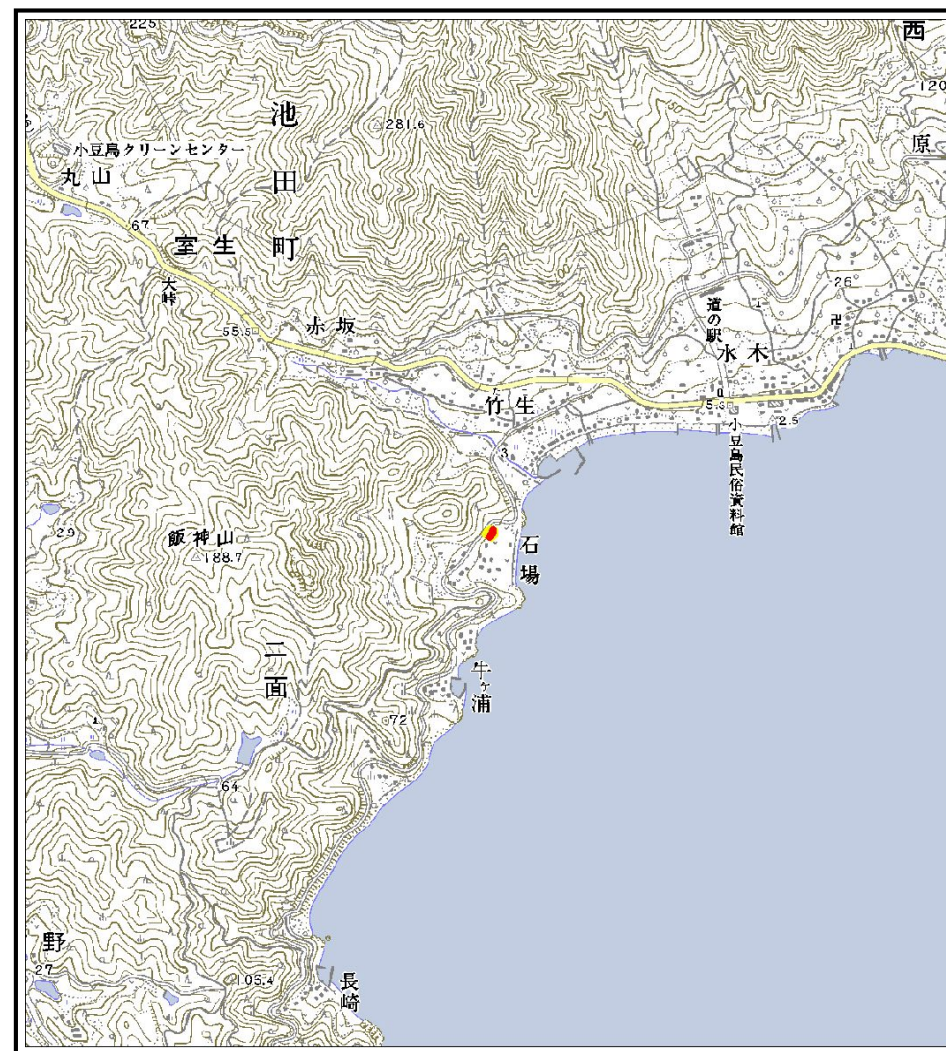 225
西
120
池田町
281.6
原
小豆島クリーンセンター
丸山
67
室生
大峠
26
道の駅
水木
赤坂
55.5
竹生
2.5
小豆島民俗資料館
3
29
飯神山
188.7
石場
二面
牛ヶ浦
72
64
野
27
105.4
長崎